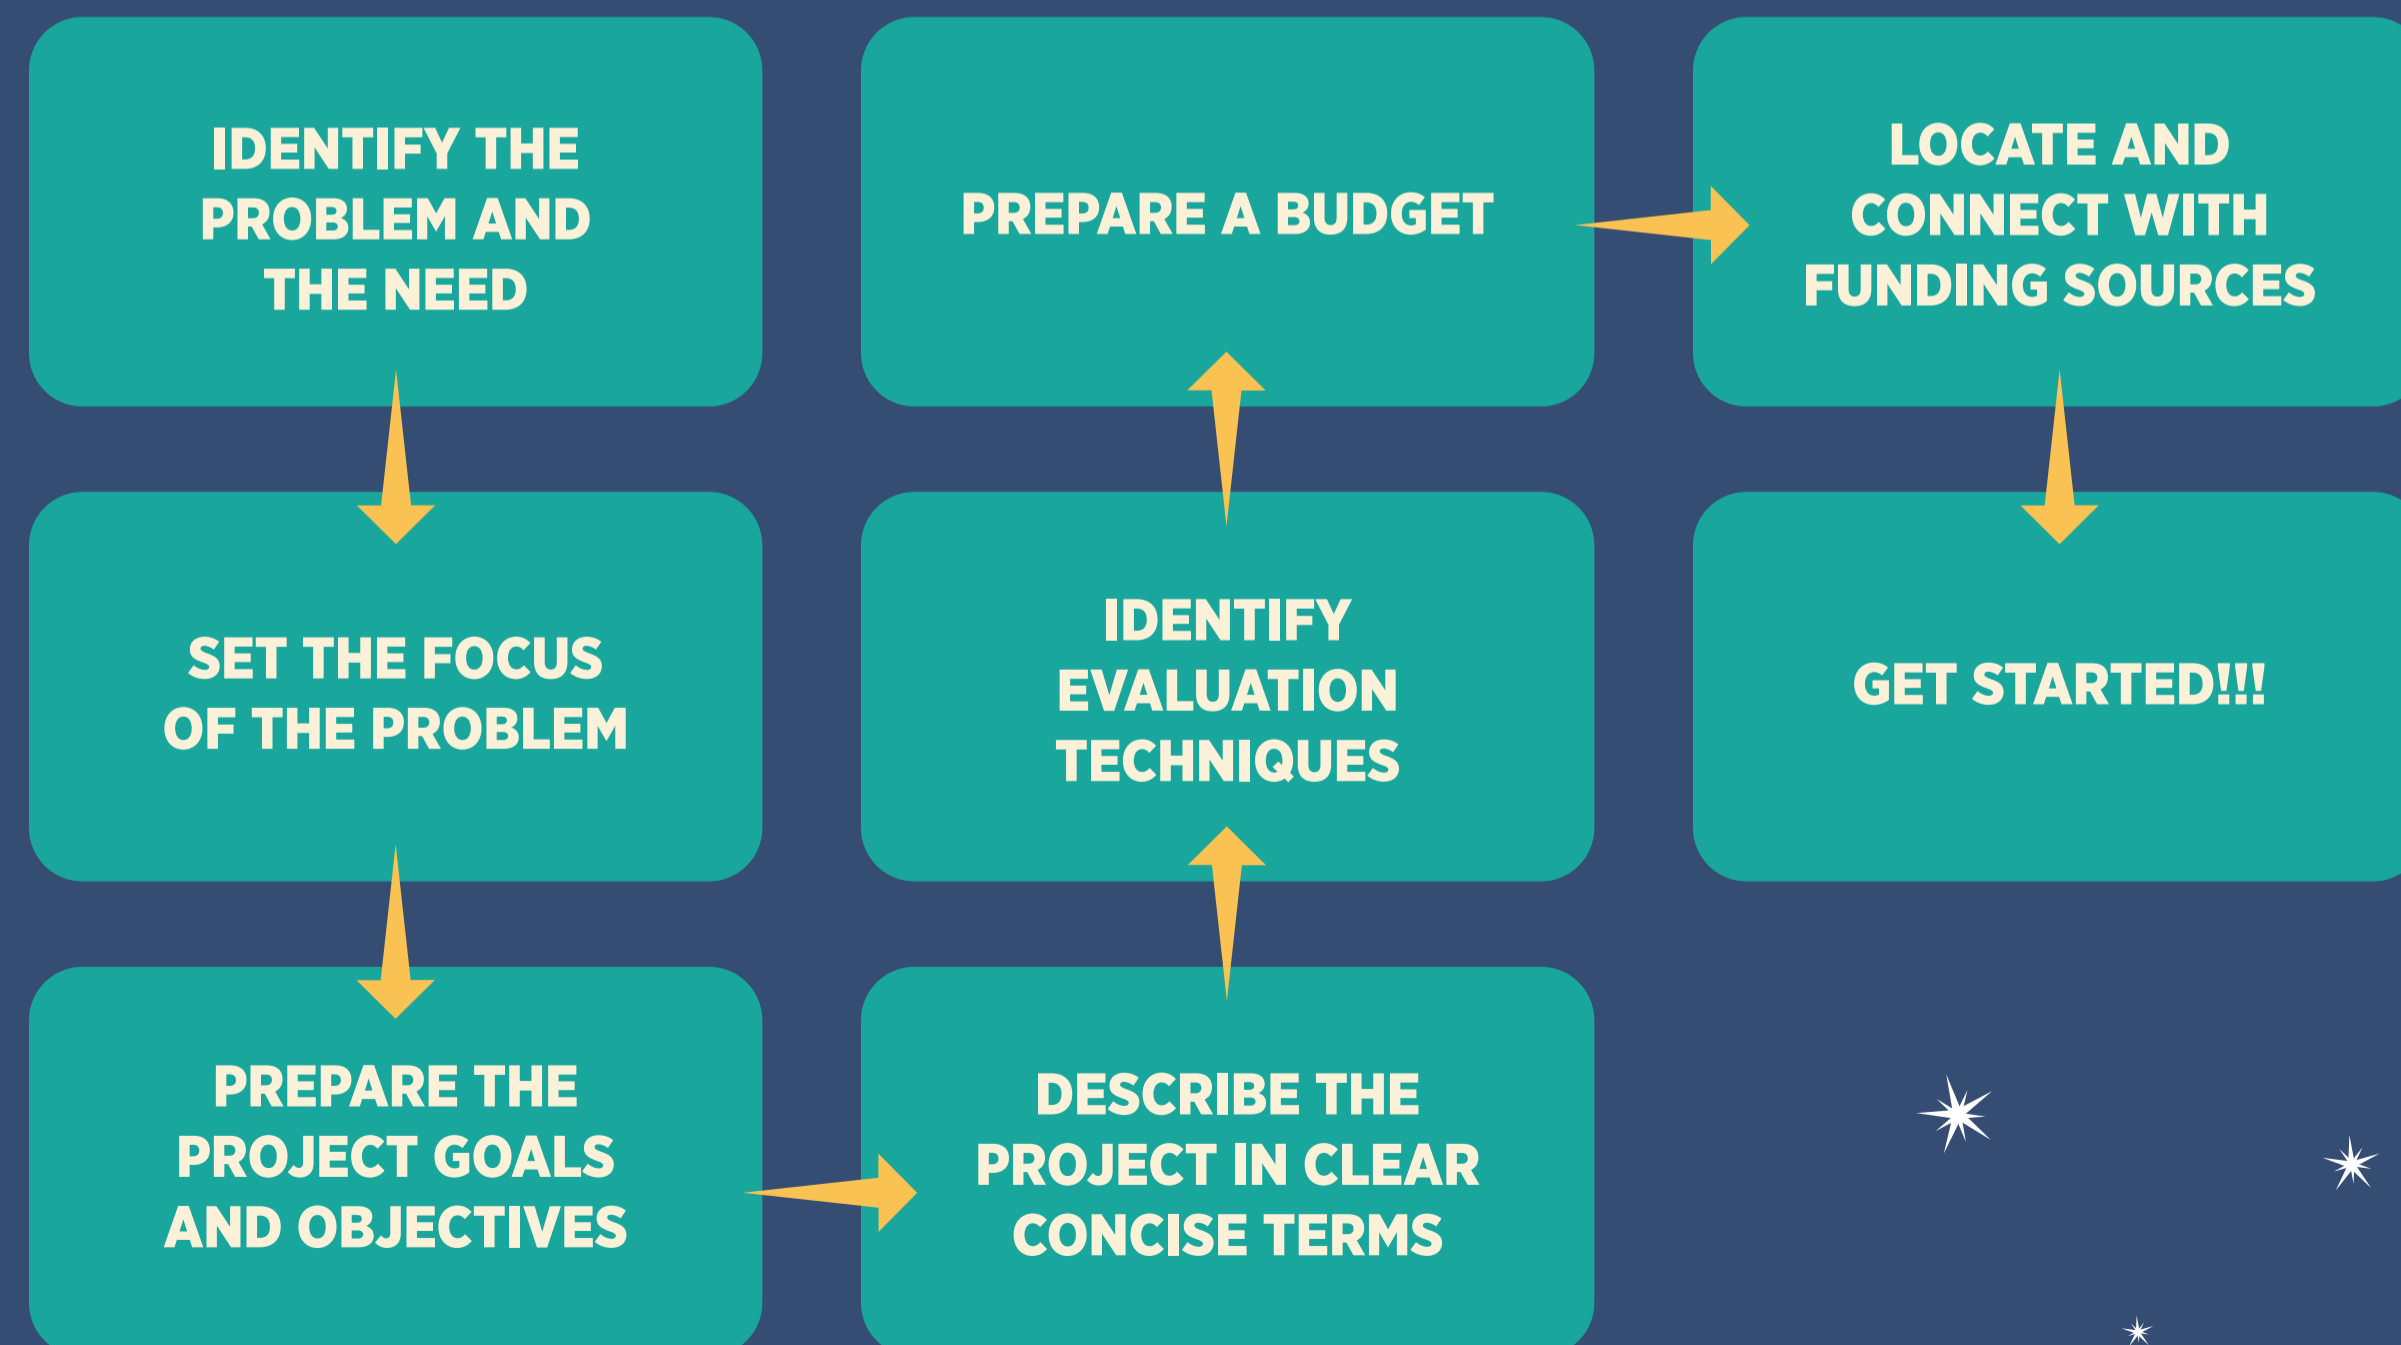 IDENTIFY THE
PROBLEM AND
THE NEED
SET THE FOCUS
OF THE PROBLEM
PREPARE THE
PROJECT GOALS
AND OBJECTIVES
DESCRIBE THE
PROJECT IN CLEAR
CONCISE TERMS
IDENTIFY
EVALUATION
TECHNIQUES
PREPARE A BUDGET
LOCATE AND
CONNECT WITH
FUNDING SOURCES
GET STARTED!!!